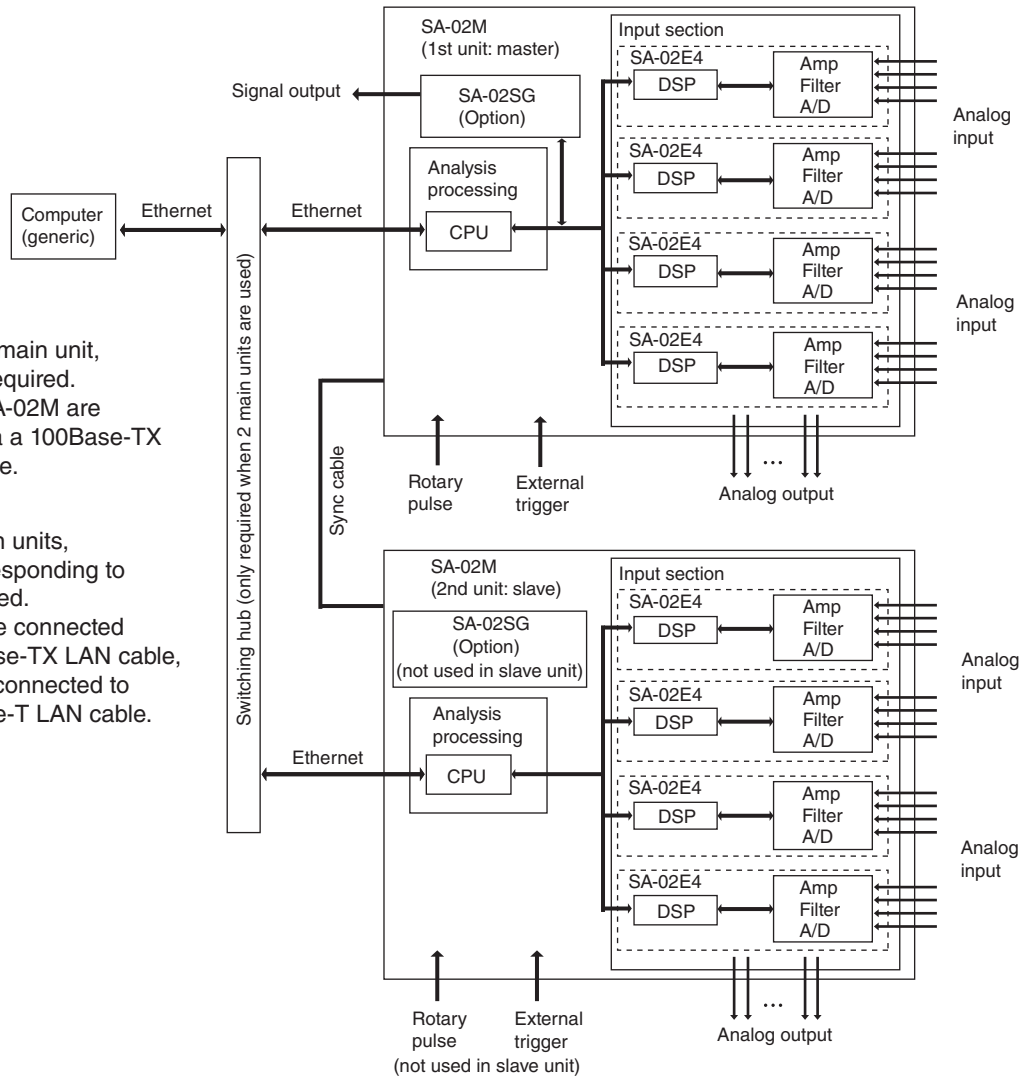 SA-02M
(1st unit: master)
Signal output
SA-02SG
(Option)
Analysis
processing
CPU
Input section
SA-02E4
DSP
Amp
Filter
A/D
SA-02E4
DSP
Amp
Filter
A/D
SA-02E4
DSP
Amp
Filter
A/D
SA-02E4
DSP
Amp
Filter
A/D
Analog
input
Analog
input
Computer
(generic)
Ethernet
Ethernet
Switching hub (only required when 2 main units are used)
main unit,
equired.
A-02M are
a a 100Base-TX
e.
Sync cable
Rotary
pulse
External
trigger
...
Analog output
n units,
esponding to
ed.
e connected
se-TX LAN cable,
connected to
e-T LAN cable.
SA-02M
(2nd unit: slave)
SA-02SG
(Option)
(not used in slave unit)
Analysis
processing
CPU
Ethernet
Input section
SA-02E4
DSP
Amp
Filter
A/D
SA-02E4
DSP
Amp
Filter
A/D
SA-02E4
DSP
Amp
Filter
A/D
SA-02E4
DSP
Amp
Filter
A/D
Analog
input
Analog
input
Rotary
pulse
External
trigger
(not used in slave unit)
...
Analog output